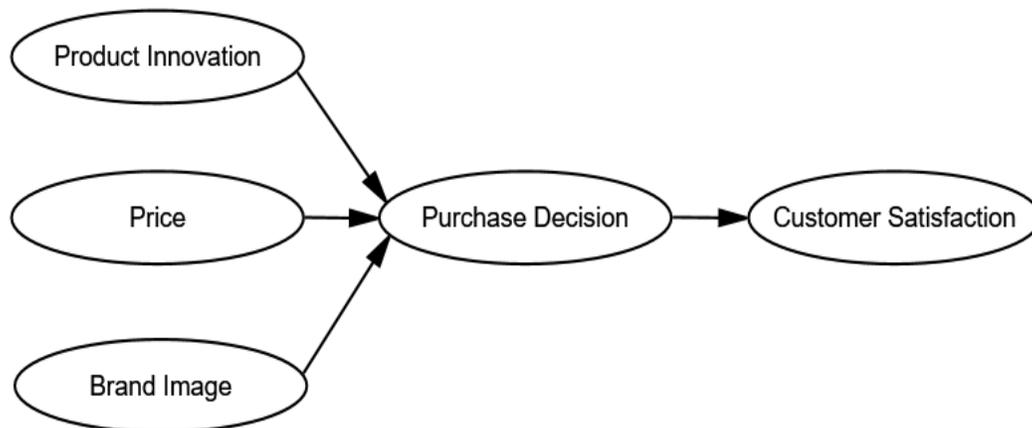 Product Innovation
Price
Purchase Decision
Customer Satisfaction
Brand Image